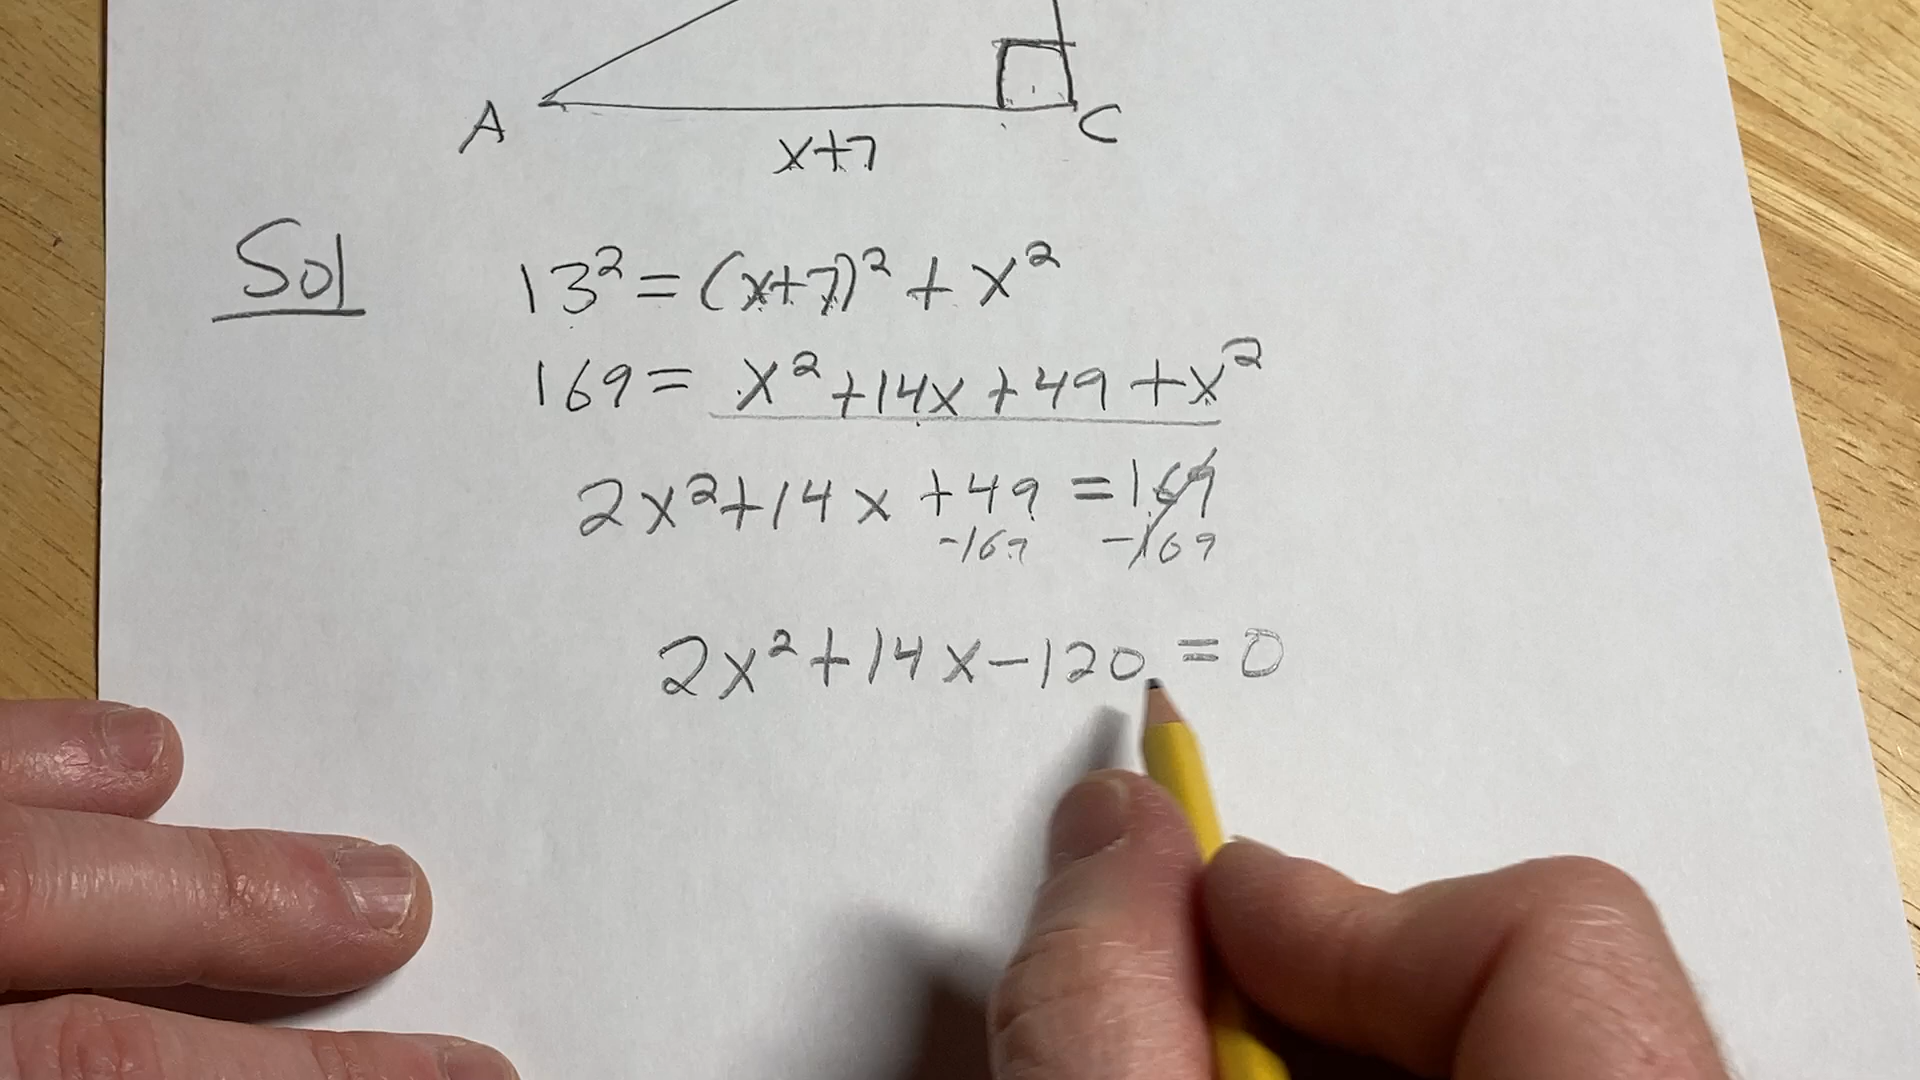 A C
x+7
Sol 13² = (x+7)² + x²
169 = x² + 14x + 49 + x²
2x² + 14x + 49 = 169
-169 -169
2x² + 14x - 120 = 0